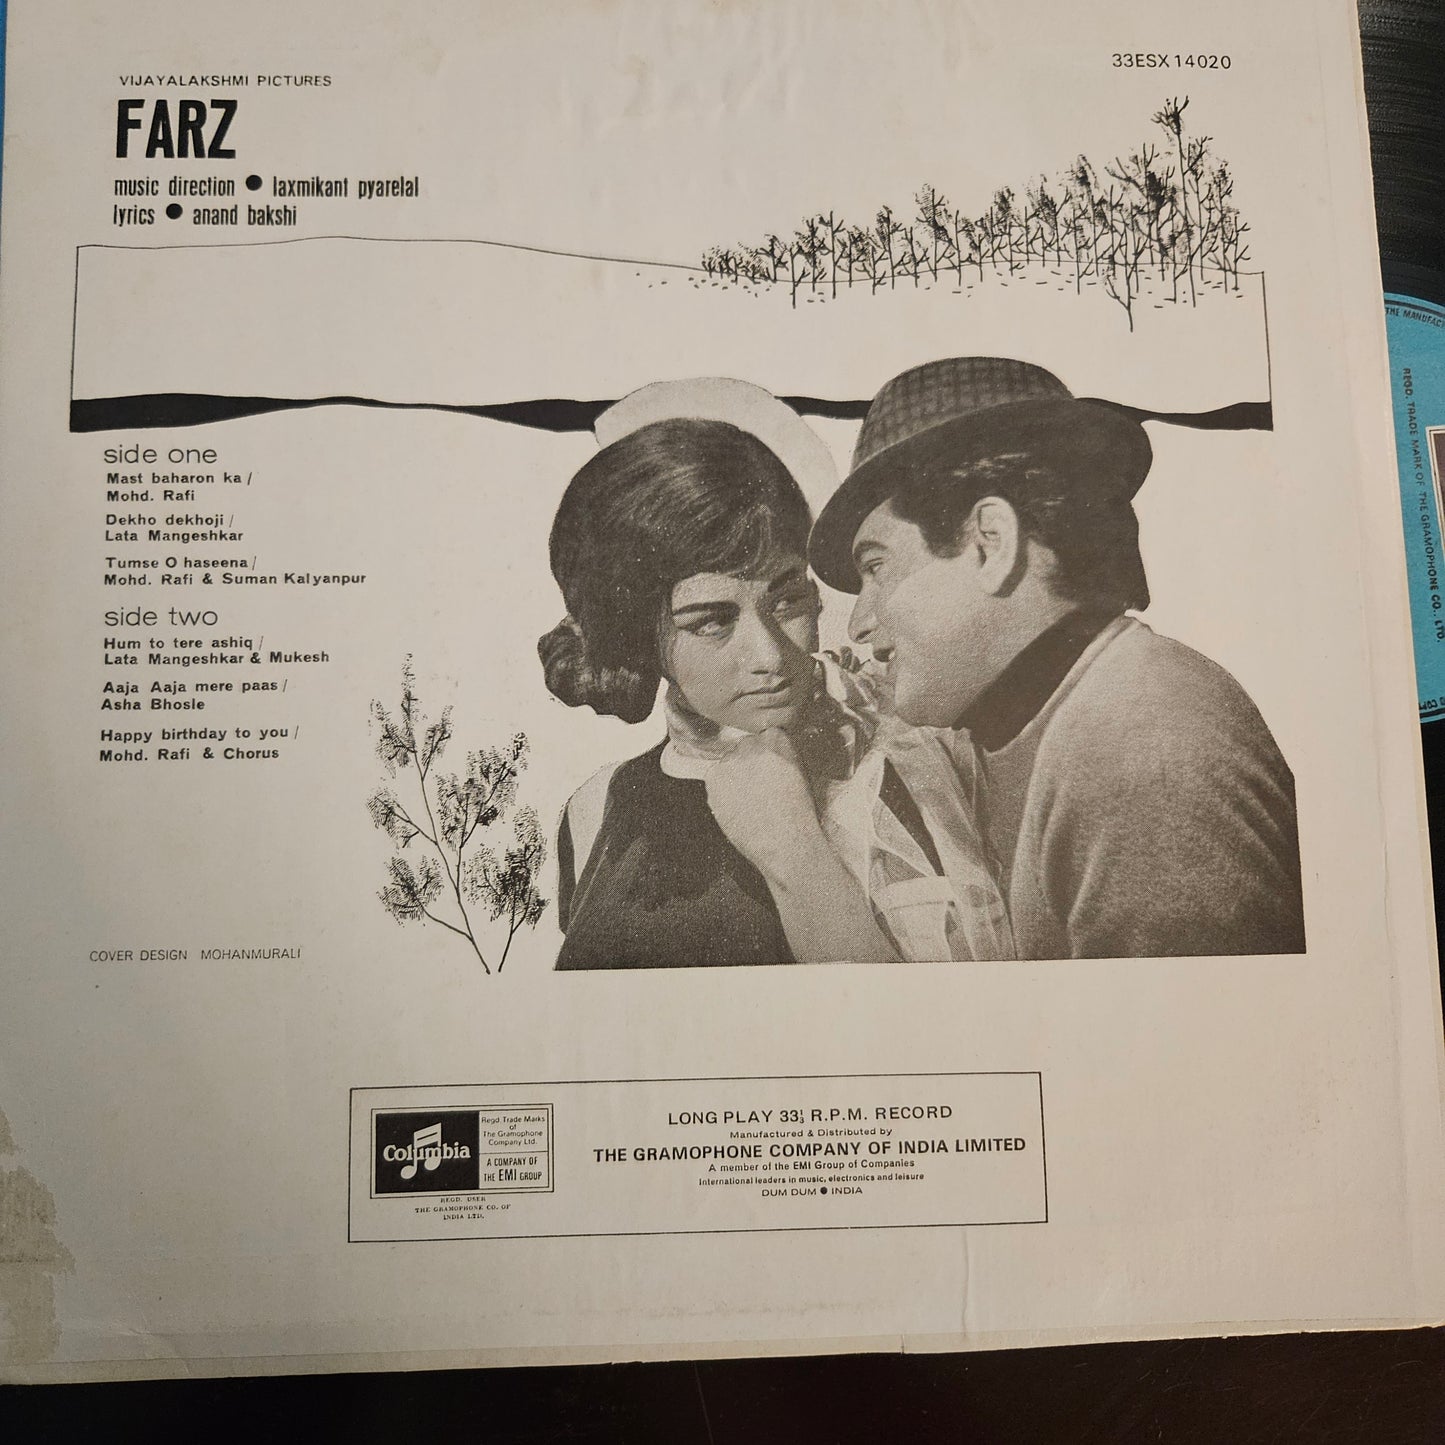 VIJAYALAKSHMI PICTURES
33ESX 14020
FARZ
music direction ● laxmikant pyarelal
lyrics ● anand bakshi
side one
Mast baharon ka /
Mohd. Rafi
Dekho dekhoji /
Lata Mangeshkar
Tumse O haseena /
Mohd. Rafi & Suman Kalyanpur
side two
Hum to tere ashiq /
Lata Mangeshkar & Mukesh
Aaja Aaja mere paas /
Asha Bhosle
Happy birthday to you /
Mohd. Rafi & Chorus
COVER DESIGN MOHANMURALI
Columbia
Regd. Trade Marks
of
The Gramophone
Company Ltd.
A COMPANY OF
THE EMI GROUP
REGD. USER
THE GRAMOPHONE CO. OF
INDIA LTD.
LONG PLAY 33⅓ R.P.M. RECORD
Manufactured & Distributed by
THE GRAMOPHONE COMPANY OF INDIA LIMITED
A member of the EMI Group of Companies
International leaders in music, electronics and leisure
DUM DUM ● INDIA
THE MANUFAC
REGD. TRADE MARK OF THE GRAMOPHONE CO., LTD.